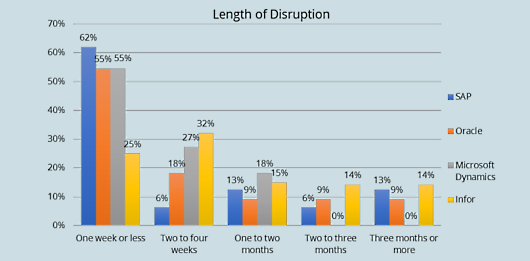 Length of Disruption
70%
60%
50%
40%
30%
20%
10%
0%
62%
55%
55%
25%
6%
18%
27%
32%
13%
9%
18%
15%
6%
9%
0%
14%
13%
9%
0%
14%
One week or less
Two to four
weeks
One to two
months
Two to three
months
Three months or
more
SAP
Oracle
Microsoft
Dynamics
Infor